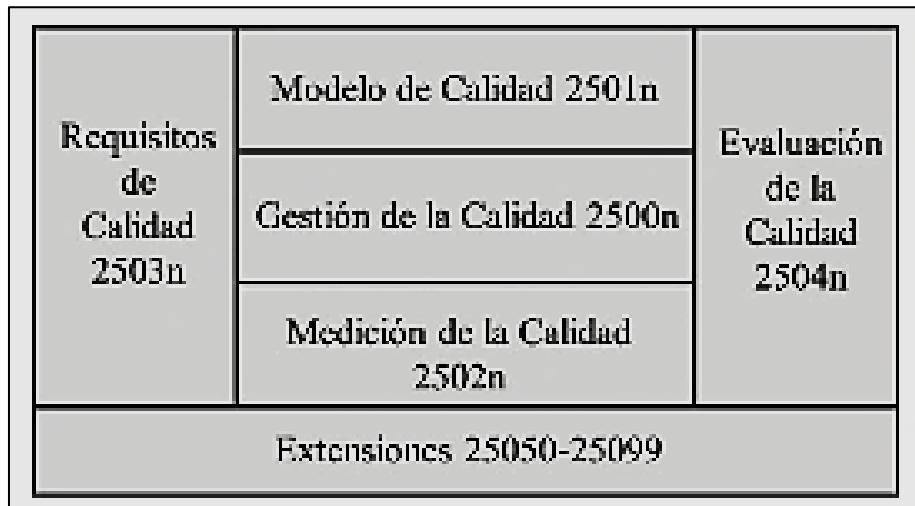 Requisitos
de
Calidad
2503n
Modelo de Calidad 2501n
Gestión de la Calidad 2500n
Medición de la Calidad
2502n
Evaluación
de la
Calidad
2504n
Extensiones 25050-25099